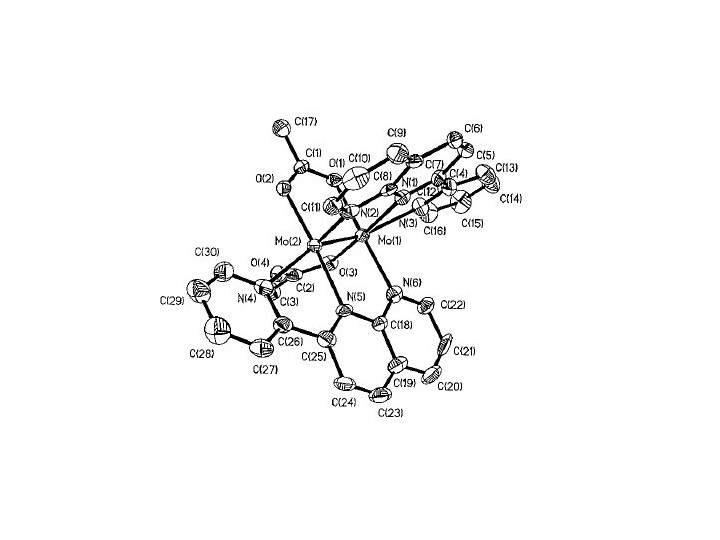 C(17)
C(9)
C(6)
C(1)
O(1)
C(10)
C(7)
C(5)
C(13)
O(2)
C(8)
N(1)
C(4)
C(12)
C(14)
C(11)
N(2)
N(3)
C(15)
C(16)
Mo(2)
Mo(1)
C(30)
O(4)
O(3)
C(2)
N(6)
C(29)
N(4)
C(3)
N(5)
C(22)
C(18)
C(26)
C(25)
C(21)
C(28)
C(27)
C(19)
C(20)
C(24)
C(23)